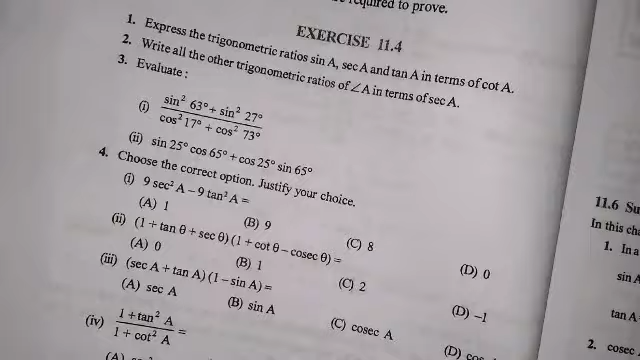 required to prove.
EXERCISE 11.4
1. Express the trigonometric ratios sin A, sec A and tan A in terms of cot A.
2. Write all the other trigonometric ratios of ∠A in terms of sec A.
3. Evaluate :
(i) sin² 63° + sin² 27°
cos² 17° + cos² 73°
(ii) sin 25° cos 65° + cos 25° sin 65°
4. Choose the correct option. Justify your choice.
(i) 9 sec² A – 9 tan² A =
(A) 1 (B) 9 (C) 8 (D) 0
(ii) (1 + tan θ + sec θ) (1 + cot θ – cosec θ) =
(A) 0 (B) 1 (C) 2 (D) –1
(iii) (sec A + tan A) (1 – sin A) =
(A) sec A (B) sin A (C) cosec A (D)
(iv) 1 + tan² A
1 + cot² A =
(A)
11.6 Su
In this cha
1. In a
sin A
tan A
2. cosec